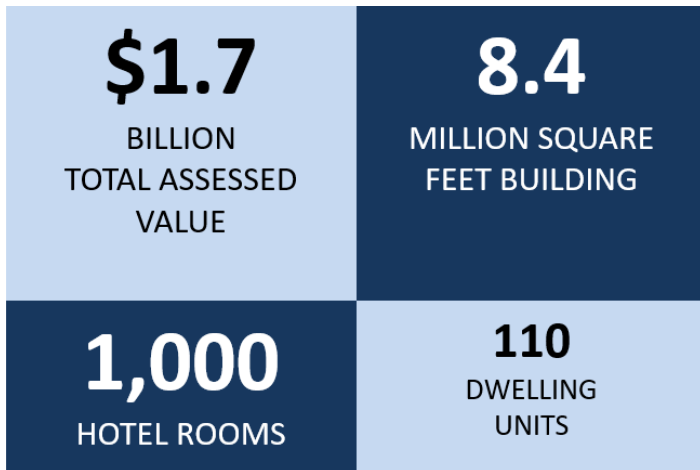 $1.7
BILLION
TOTAL ASSESSED
VALUE
8.4
MILLION SQUARE
FEET BUILDING
1,000
HOTEL ROOMS
110
DWELLING
UNITS